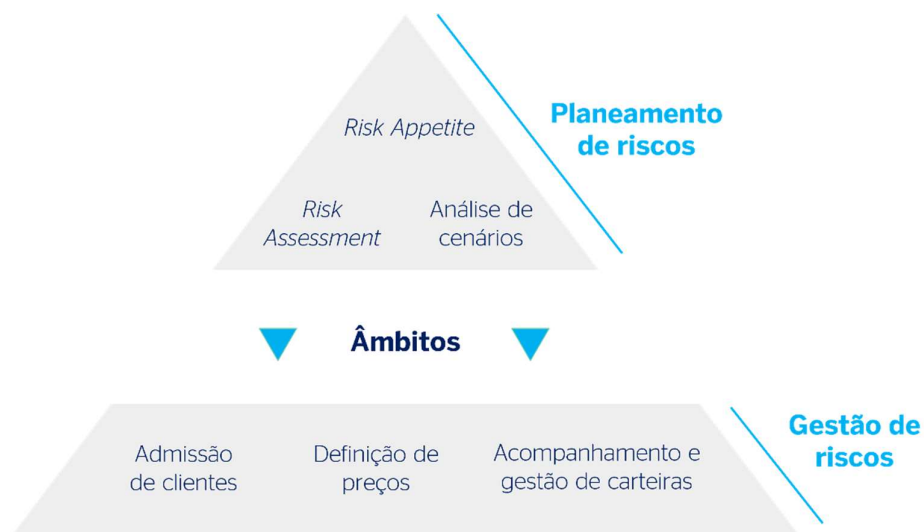 Risk Appetite
Planeamento
de riscos
Risk
Assessment
Análise de
cenários
Âmbitos
Admissão
de clientes
Definição de
preços
Acompanhamento e
gestão de carteiras
Gestão de
riscos